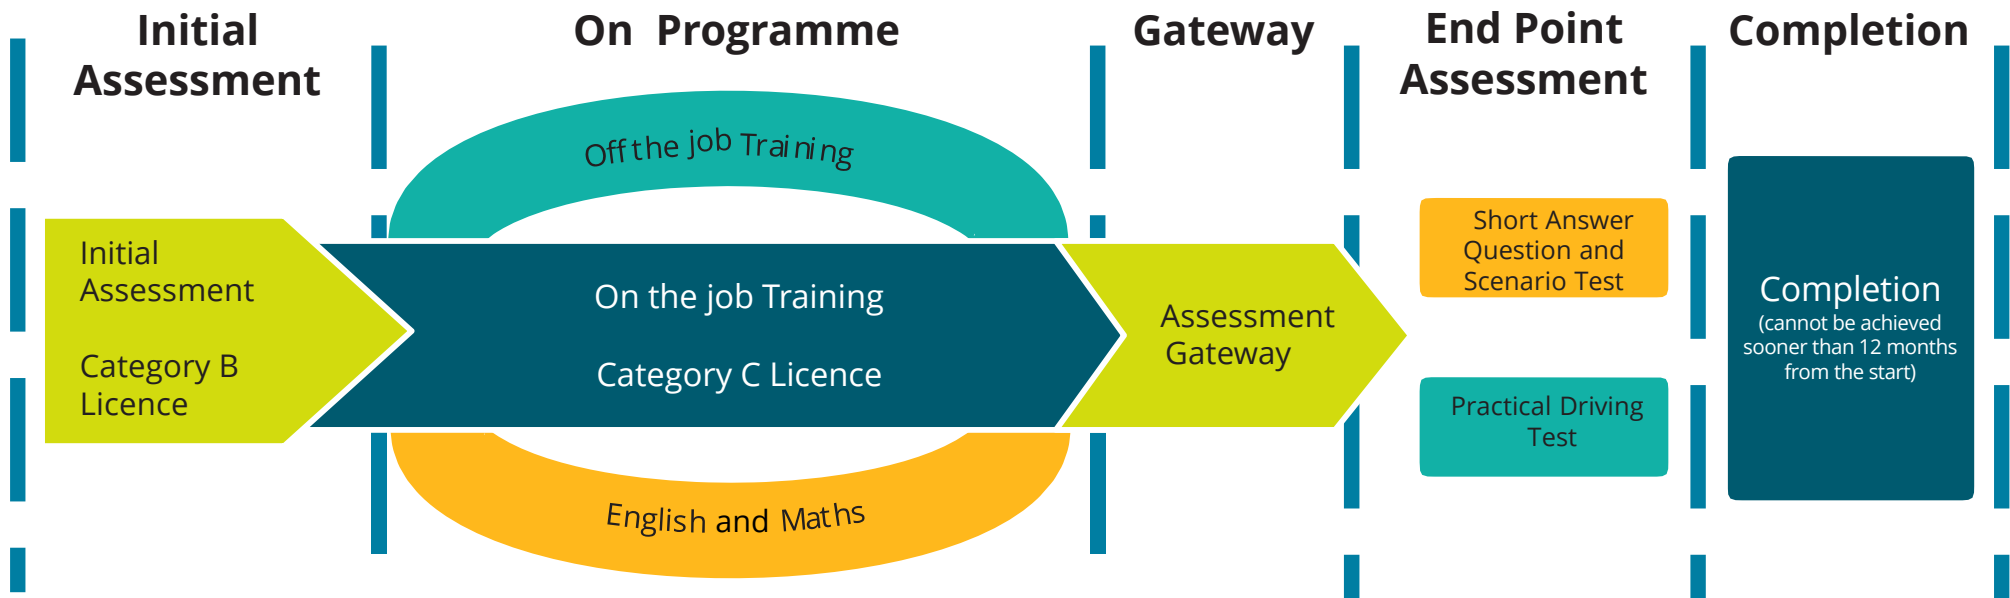 Initial
Assessment
On Programme
Gateway
End Point
Assessment
Completion
Initial
Assessment
Category B
Licence
Off the job Training
On the job Training
Category C Licence
English and Maths
Assessment
Gateway
Short Answer
Question and
Scenario Test
Practical Driving
Test
Completion
(cannot be achieved
sooner than 12 months
from the start)